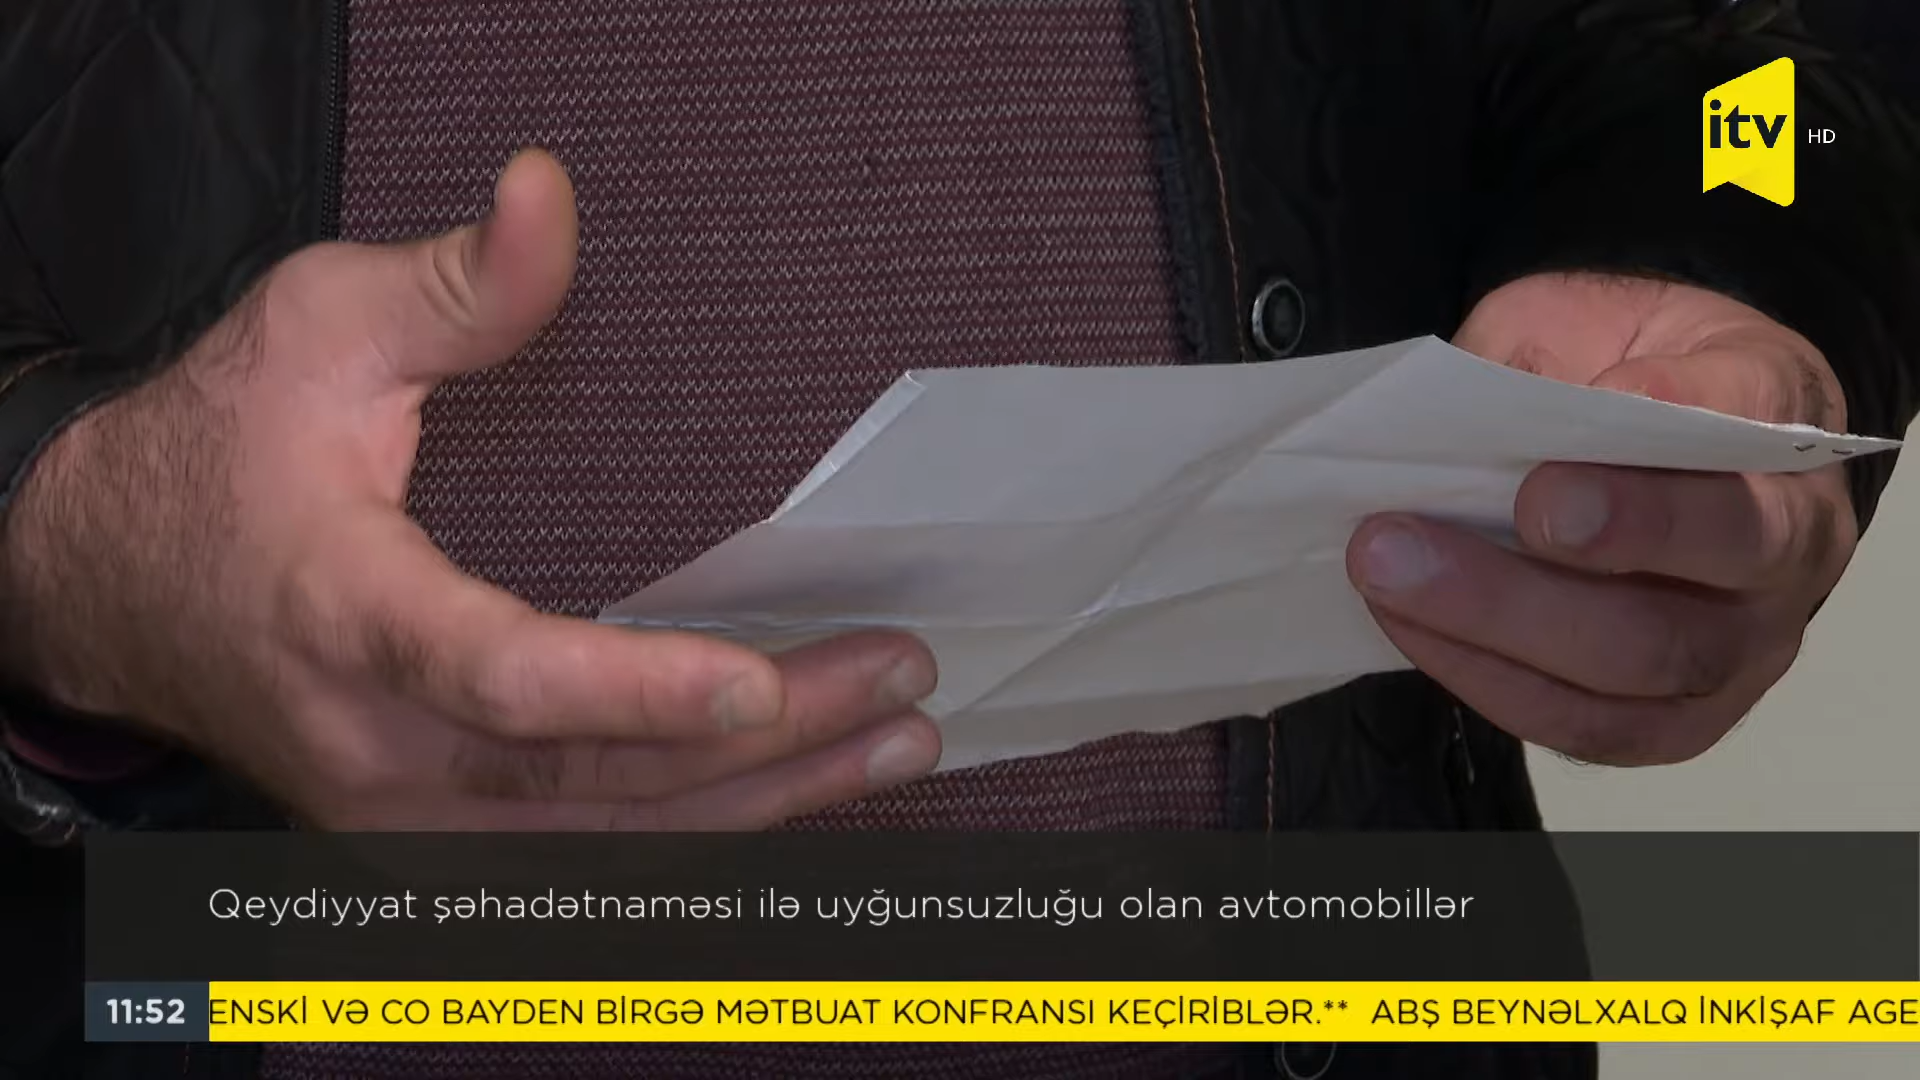 itv HD
Qeydiyyat şəhadətnaməsi ilə uyğunsuzluğu olan avtomobillər
11:52 ENSKİ VƏ CO BAYDEN BİRGƏ MƏTBUAT KONFRANSI KEÇİRİBLƏR.** ABŞ BEYNƏLXALQ İNKİŞAF AGE